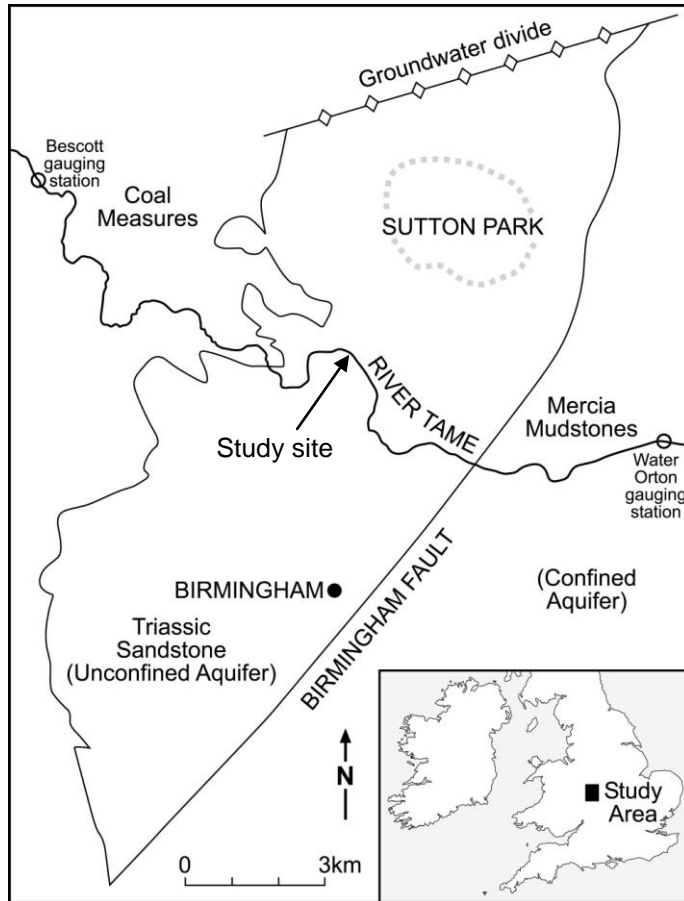 Groundwater divide
Bescott
gauging
station
Coal
Measures
SUTTON PARK
RIVER TAME
Mercia
Mudstones
Study site
Water
Orton
gauging
station
BIRMINGHAM
BIRMINGHAM FAULT
(Confined
Aquifer)
Triassic
Sandstone
(Unconfined Aquifer)
N
0 3km
Study
Area